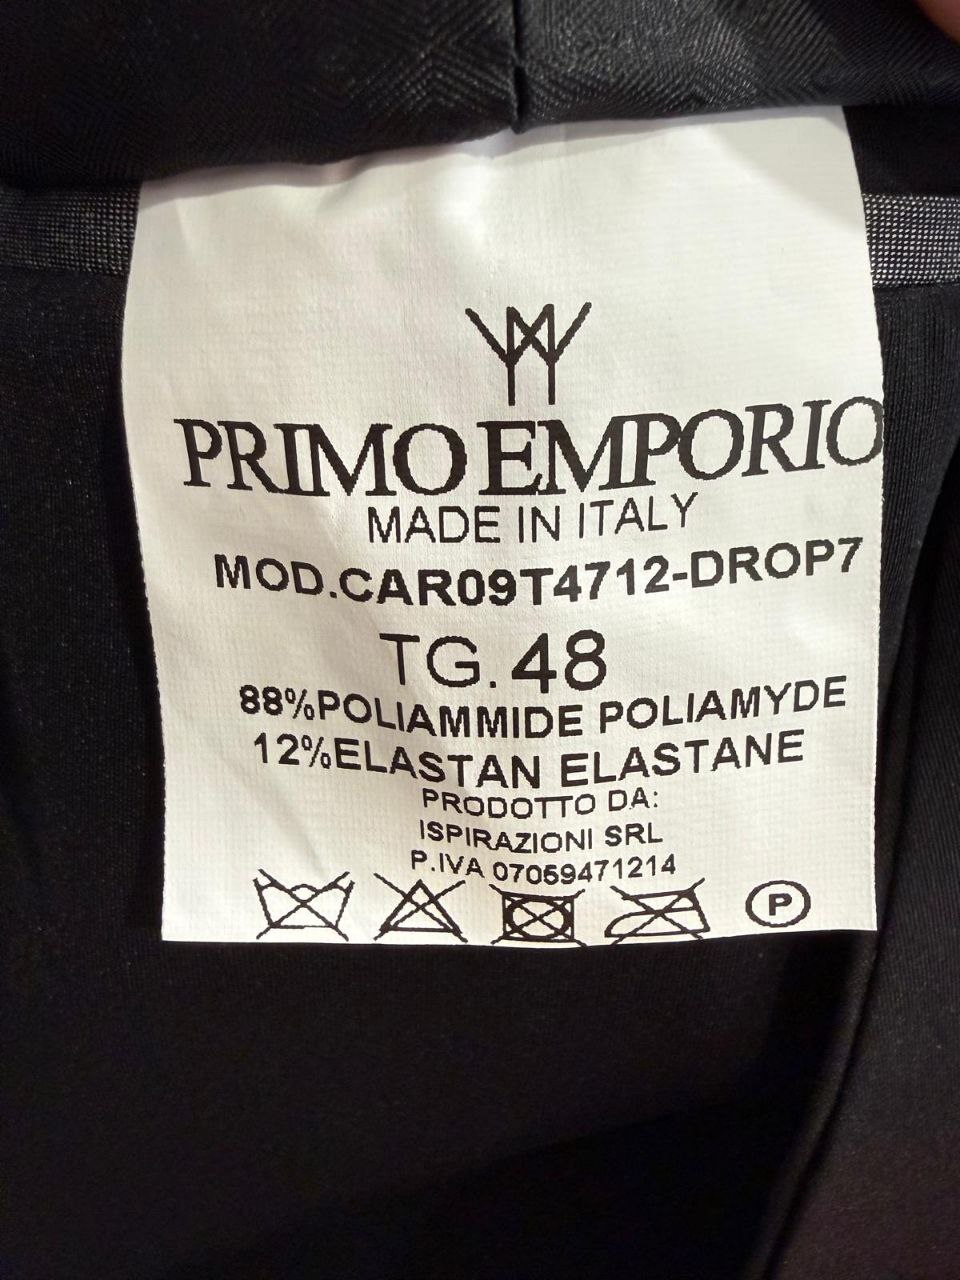 PRIMO EMPORIO
MADE IN ITALY
MOD.CAR09T4712-DROP7
TG. 48
88%POLIAMMIDE POLIAMYDE
12%ELASTAN ELASTANE
PRODOTTO DA:
ISPIRAZIONI SRL
P.IVA 07059471214
P